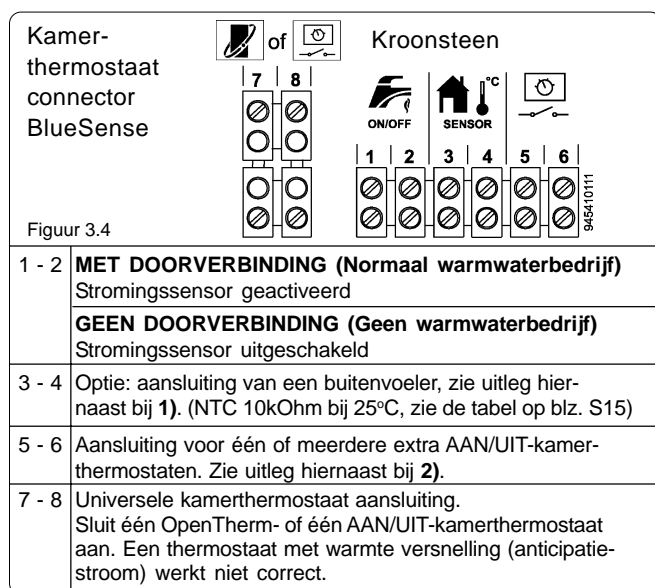 Kamer-
thermostaat
connector
BlueSense
of
7 8
Kroonsteen
ON/OFF
°C
SENSOR
1 2 3 4 5 6
945410111
Figuur 3.4
1 - 2 MET DOORVERBINDING (Normaal warmwaterbedrijf)
Stromingssensor geactiveerd
GEEN DOORVERBINDING (Geen warmwaterbedrijf)
Stromingssensor uitgeschakeld
3 - 4 Optie: aansluiting van een buitenvoeler, zie uitleg hier-
naast bij 1). (NTC 10kOhm bij 25°C, zie de tabel op blz. S15)
5 - 6 Aansluiting voor één of meerdere extra AAN/UIT-kamer-
thermostaten. Zie uitleg hiernaast bij 2).
7 - 8 Universele kamerthermostaat aansluiting.
Sluit één OpenTherm- of één AAN/UIT-kamerthermostaat
aan. Een thermostaat met warmte versnelling (anticipatie-
stroom) werkt niet correct.